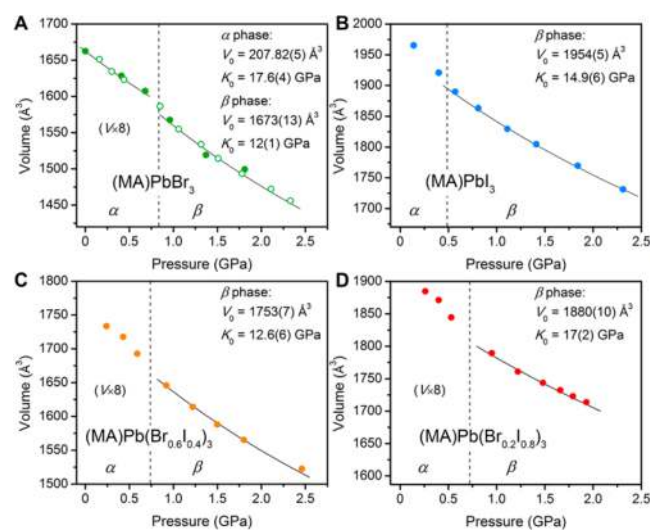 A
1700
1650
1600
1550
1500
1450
Volume (Å³)
α phase:
V₀ = 207.82(5) Å³
K₀ = 17.6(4) GPa
β phase:
V₀ = 1673(13) Å³
K₀ = 12(1) GPa
(V×8)
(MA)PbBr₃
α β
0.0 0.5 1.0 1.5 2.0 2.5
Pressure (GPa)
B
2000
1950
1900
1850
1800
1750
1700
Volume (Å³)
β phase:
V₀ = 1954(5) Å³
K₀ = 14.9(6) GPa
(MA)PbI₃
α β
0.0 0.5 1.0 1.5 2.0 2.5
Pressure (GPa)
C
1800
1750
1700
1650
1600
1550
1500
Volume (Å³)
β phase:
V₀ = 1753(7) Å³
K₀ = 12.6(6) GPa
(V×8)
(MA)Pb(Br₀.₆I₀.₄)₃
α β
0.0 0.5 1.0 1.5 2.0 2.5
Pressure (GPa)
D
1900
1850
1800
1750
1700
1650
1600
Volume (Å³)
β phase:
V₀ = 1880(10) Å³
K₀ = 17(2) GPa
(V×8)
(MA)Pb(Br₀.₂I₀.₈)₃
α β
0.0 0.5 1.0 1.5 2.0 2.5
Pressure (GPa)